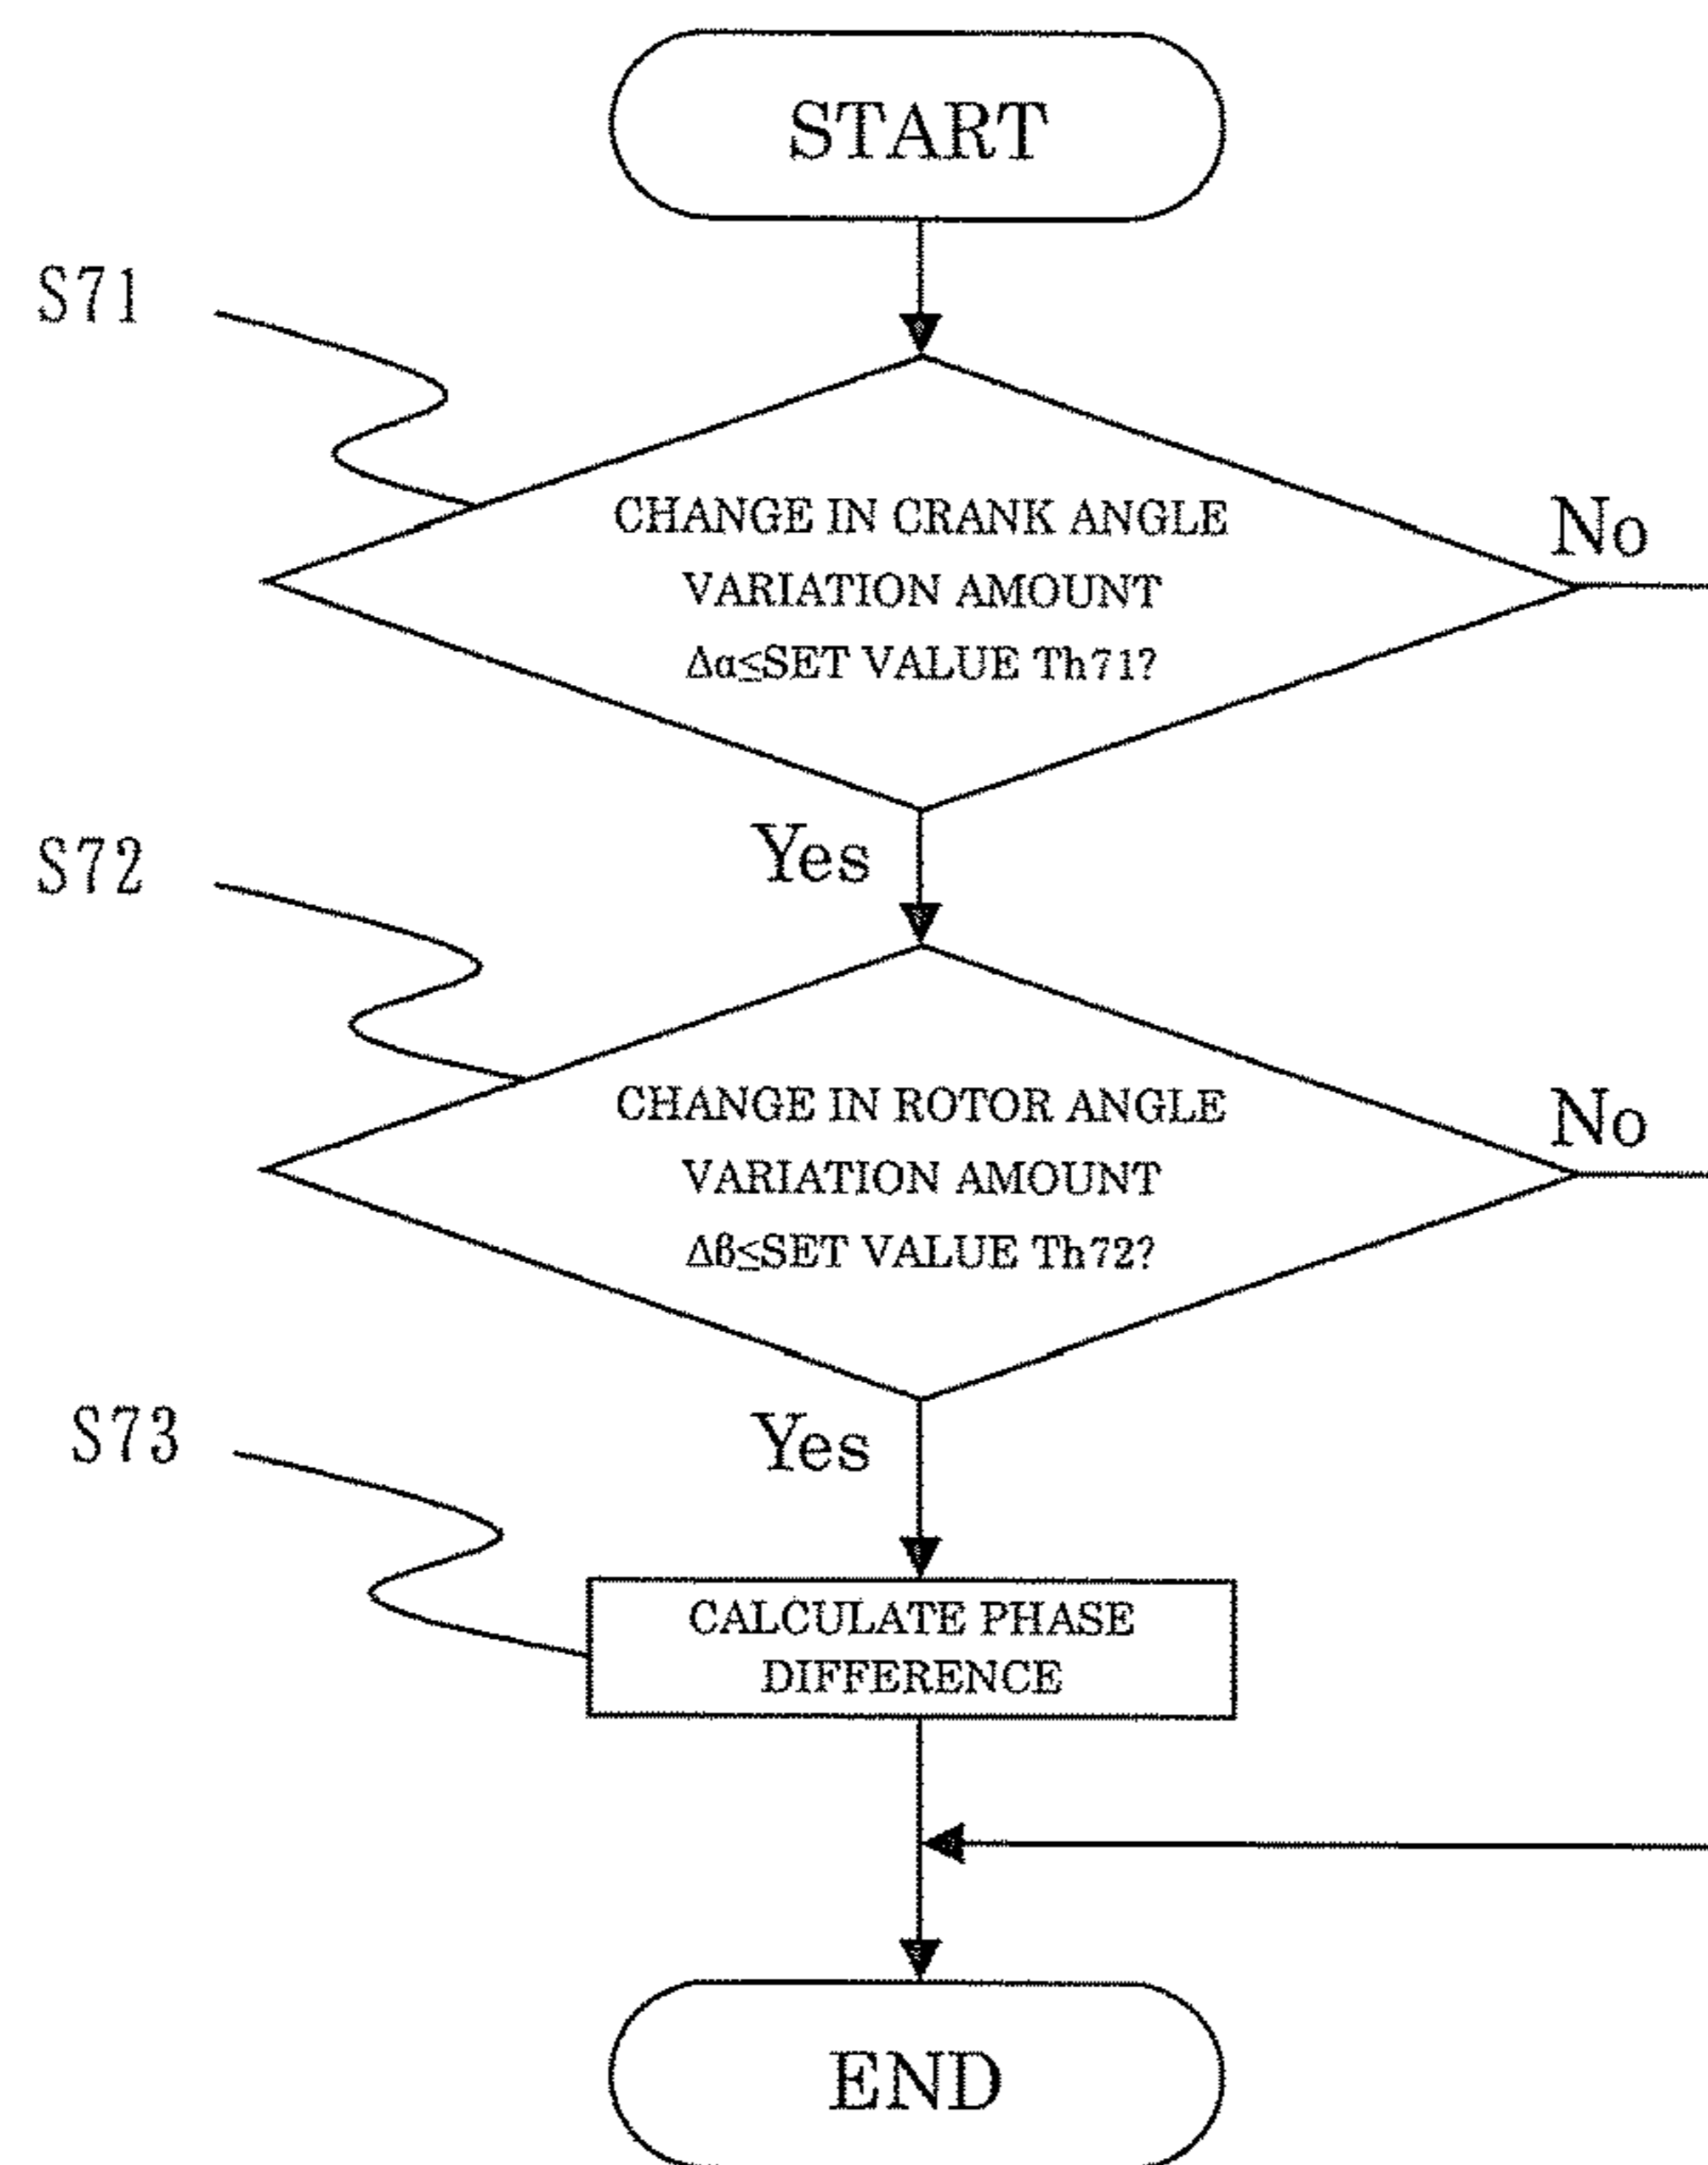 START
S71
CHANGE IN CRANK ANGLE
VARIATION AMOUNT
Δα≤SET VALUE Th71?
No
Yes
S72
CHANGE IN ROTOR ANGLE
VARIATION AMOUNT
Δβ≤SET VALUE Th72?
No
Yes
S73
CALCULATE PHASE
DIFFERENCE
END